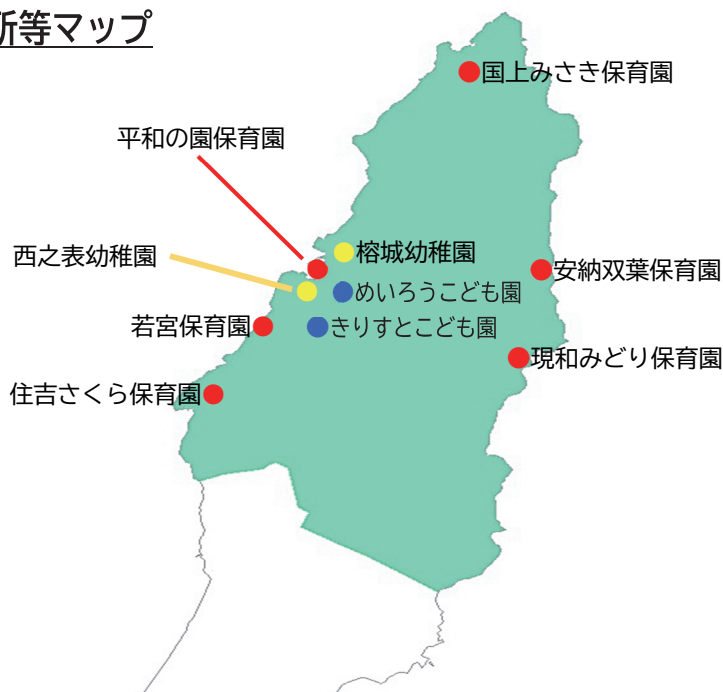 所等マップ
国上みさき保育園
平和の園保育園
榕城幼稚園
西之表幼稚園
安納双葉保育園
めいろうこども園
若宮保育園
きりすとこども園
現和みどり保育園
住吉さくら保育園